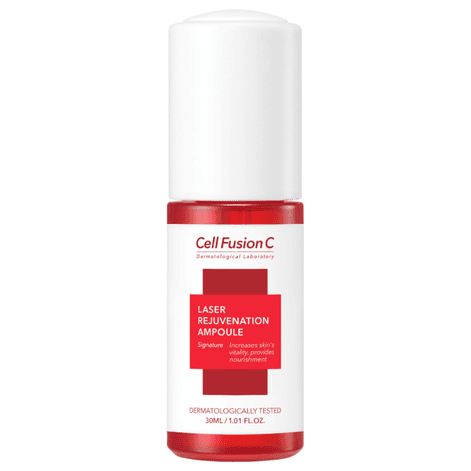 Cell Fusion C
Dermatological Laboratory
LASER
REJUVENATION
AMPOULE
Signature Increases skin's
vitality, provides
nourishment
DERMATOLOGICALLY TESTED
30ML / 1.01 FL.OZ.